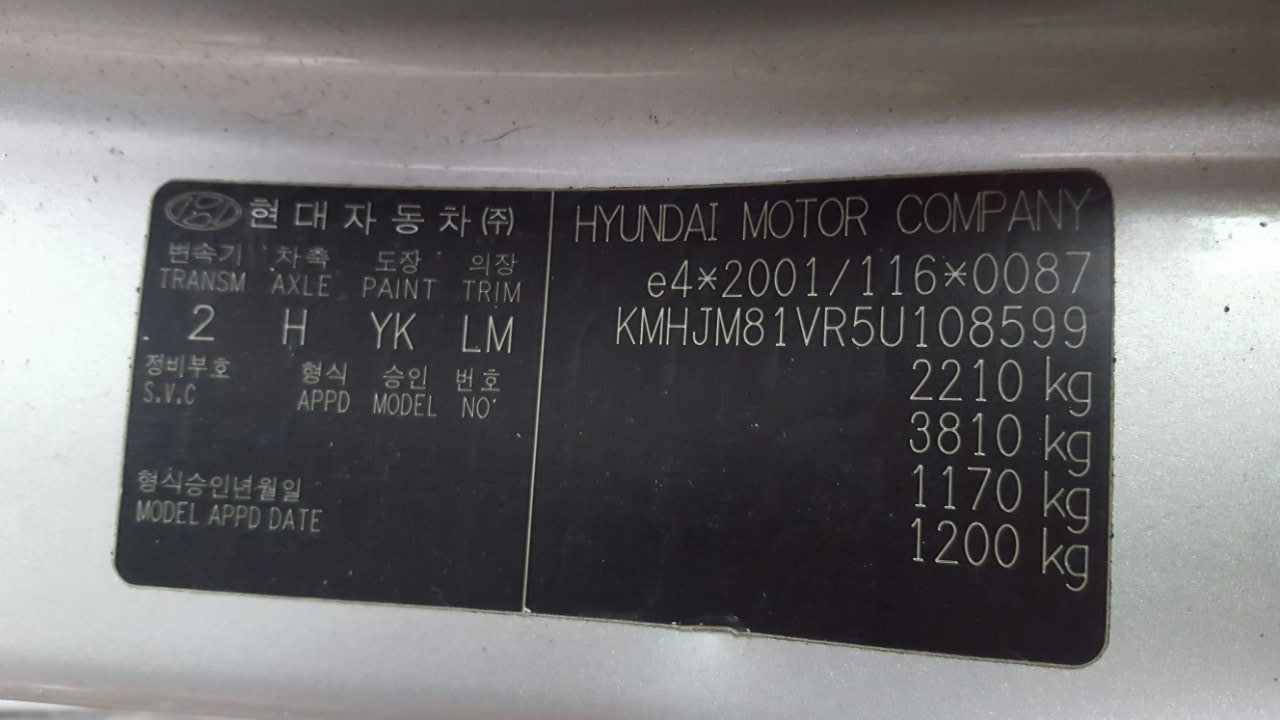 현대자동차㈜
변속기 차축 도장 의장
TRANSM AXLE PAINT TRIM
2 H YK LM
정비부호 형식 승인 번호
S.V.C APPD MODEL NO
형식승인년월일
MODEL APPD DATE
HYUNDAI MOTOR COMPANY
e4*2001/116*0087
KMHJM81VR5U108599
2210 kg
3810 kg
1170 kg
1200 kg